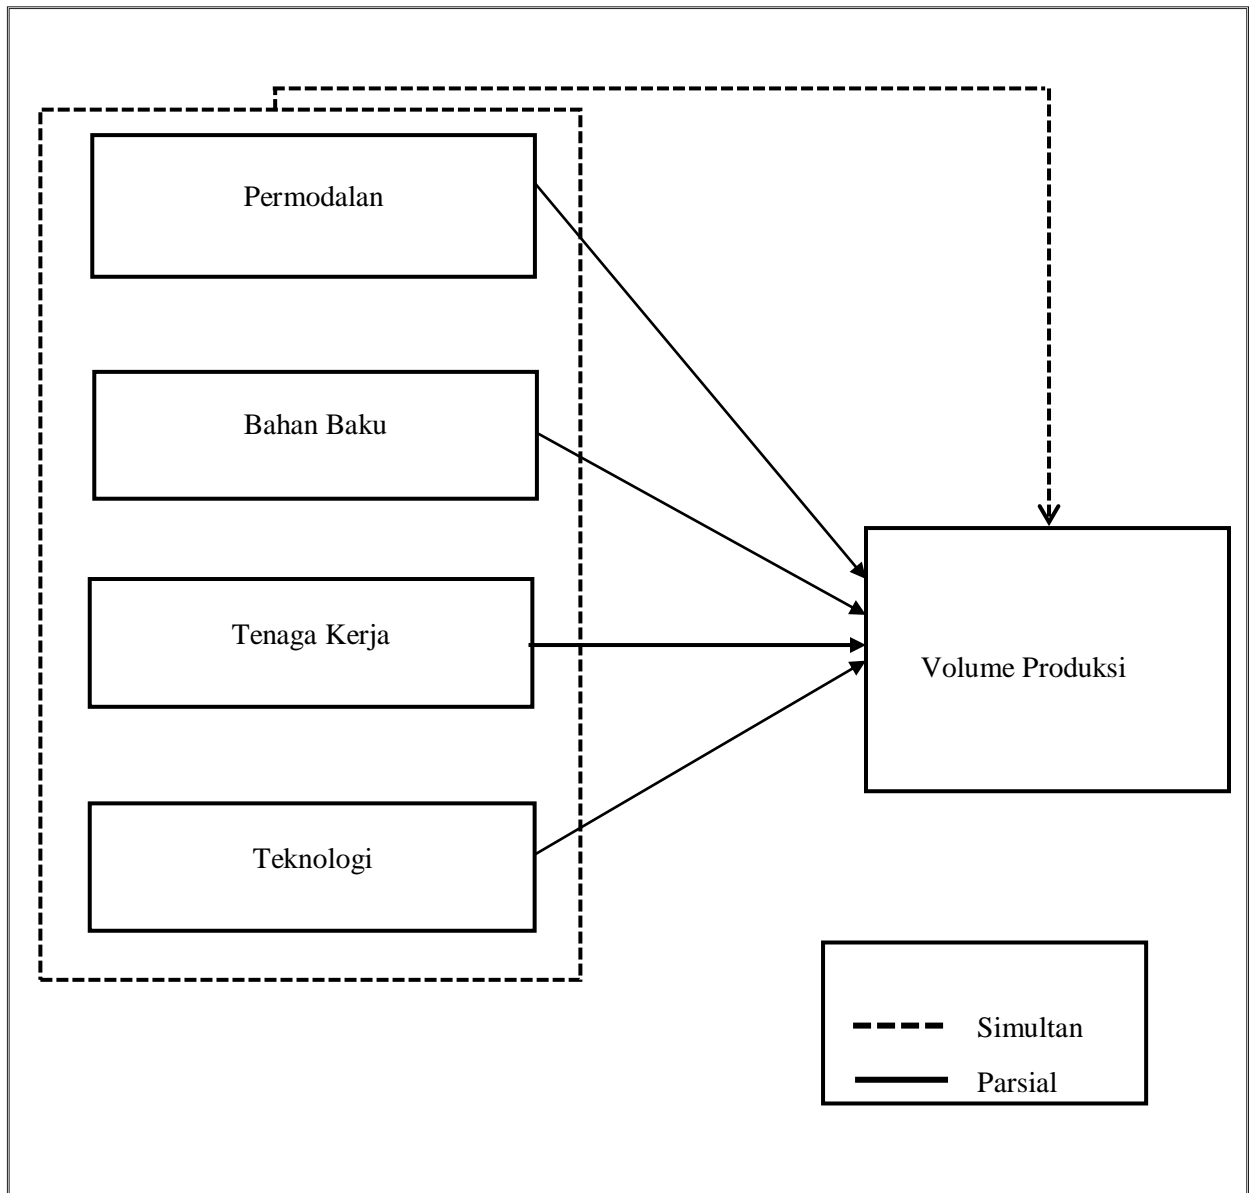 Permodalan
Bahan Baku
Tenaga Kerja
Volume Produksi
Teknologi
Simultan
Parsial